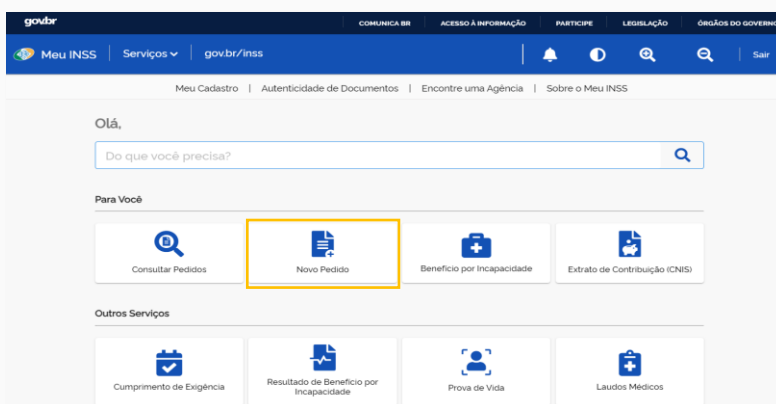 gov.br COMUNICA BR ACESSO À INFORMAÇÃO PARTICIPE LEGISLAÇÃO ÓRGÃOS DO GOVERNO
Meu INSS Serviços gov.br/inss Sair
Meu Cadastro | Autenticidade de Documentos | Encontre uma Agência | Sobre o Meu INSS
Olá,
Do que você precisa?
Para Você
Consultar Pedidos Novo Pedido Benefício por Incapacidade Extrato de Contribuição (CNIS)
Outros Serviços
Cumprimento de Exigência Resultado de Benefício por Incapacidade Prova de Vida Laudos Médicos